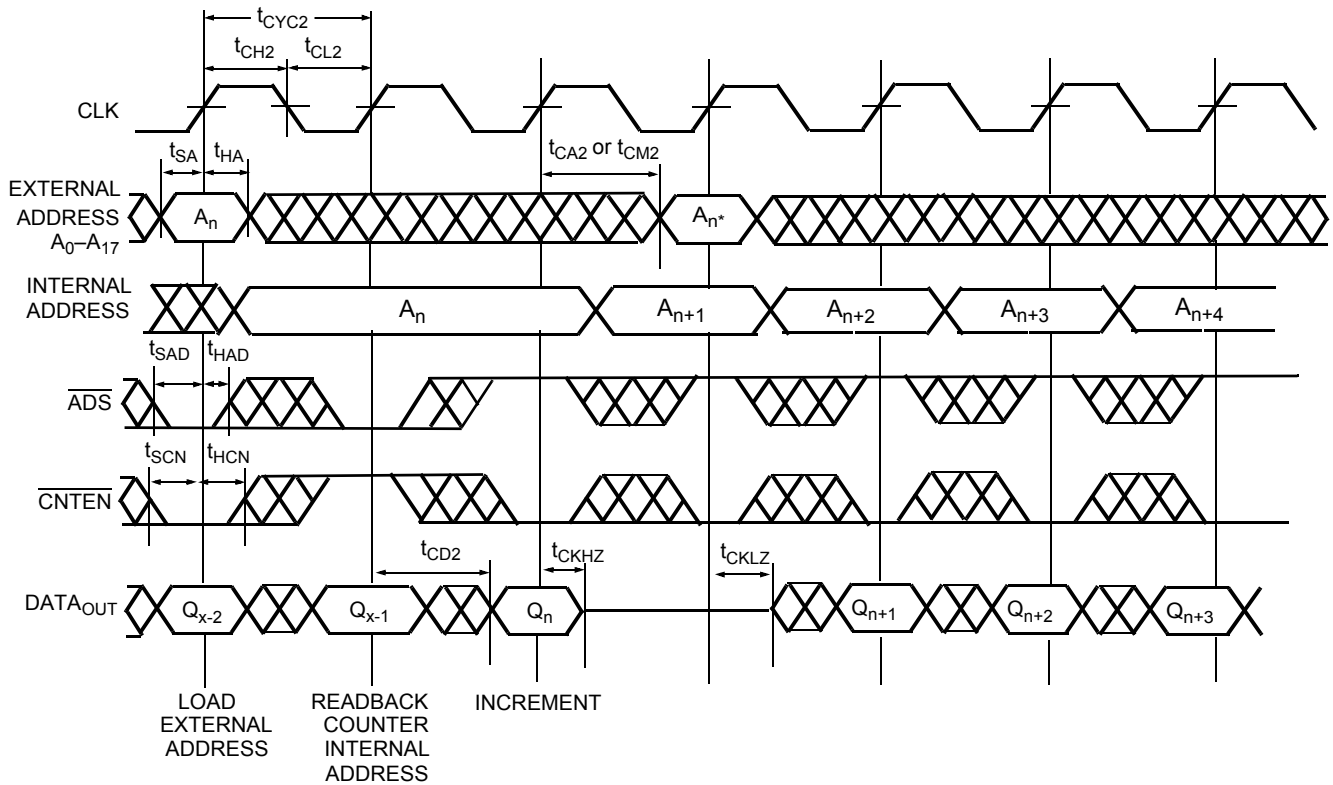 tCYC2
tCH2 tCL2
CLK
tSA tHA
tCA2 or tCM2
EXTERNAL
ADDRESS
A0–A17
An
An*
INTERNAL
ADDRESS
An An+1 An+2 An+3 An+4
tSAD tHAD
ADS
tSCN tHCN
CNTEN
tCD2 tCKHZ tCKLZ
DATAOUT
Qx-2 Qx-1 Qn Qn+1 Qn+2 Qn+3
LOAD
EXTERNAL
ADDRESS
READBACK
COUNTER
INTERNAL
ADDRESS
INCREMENT